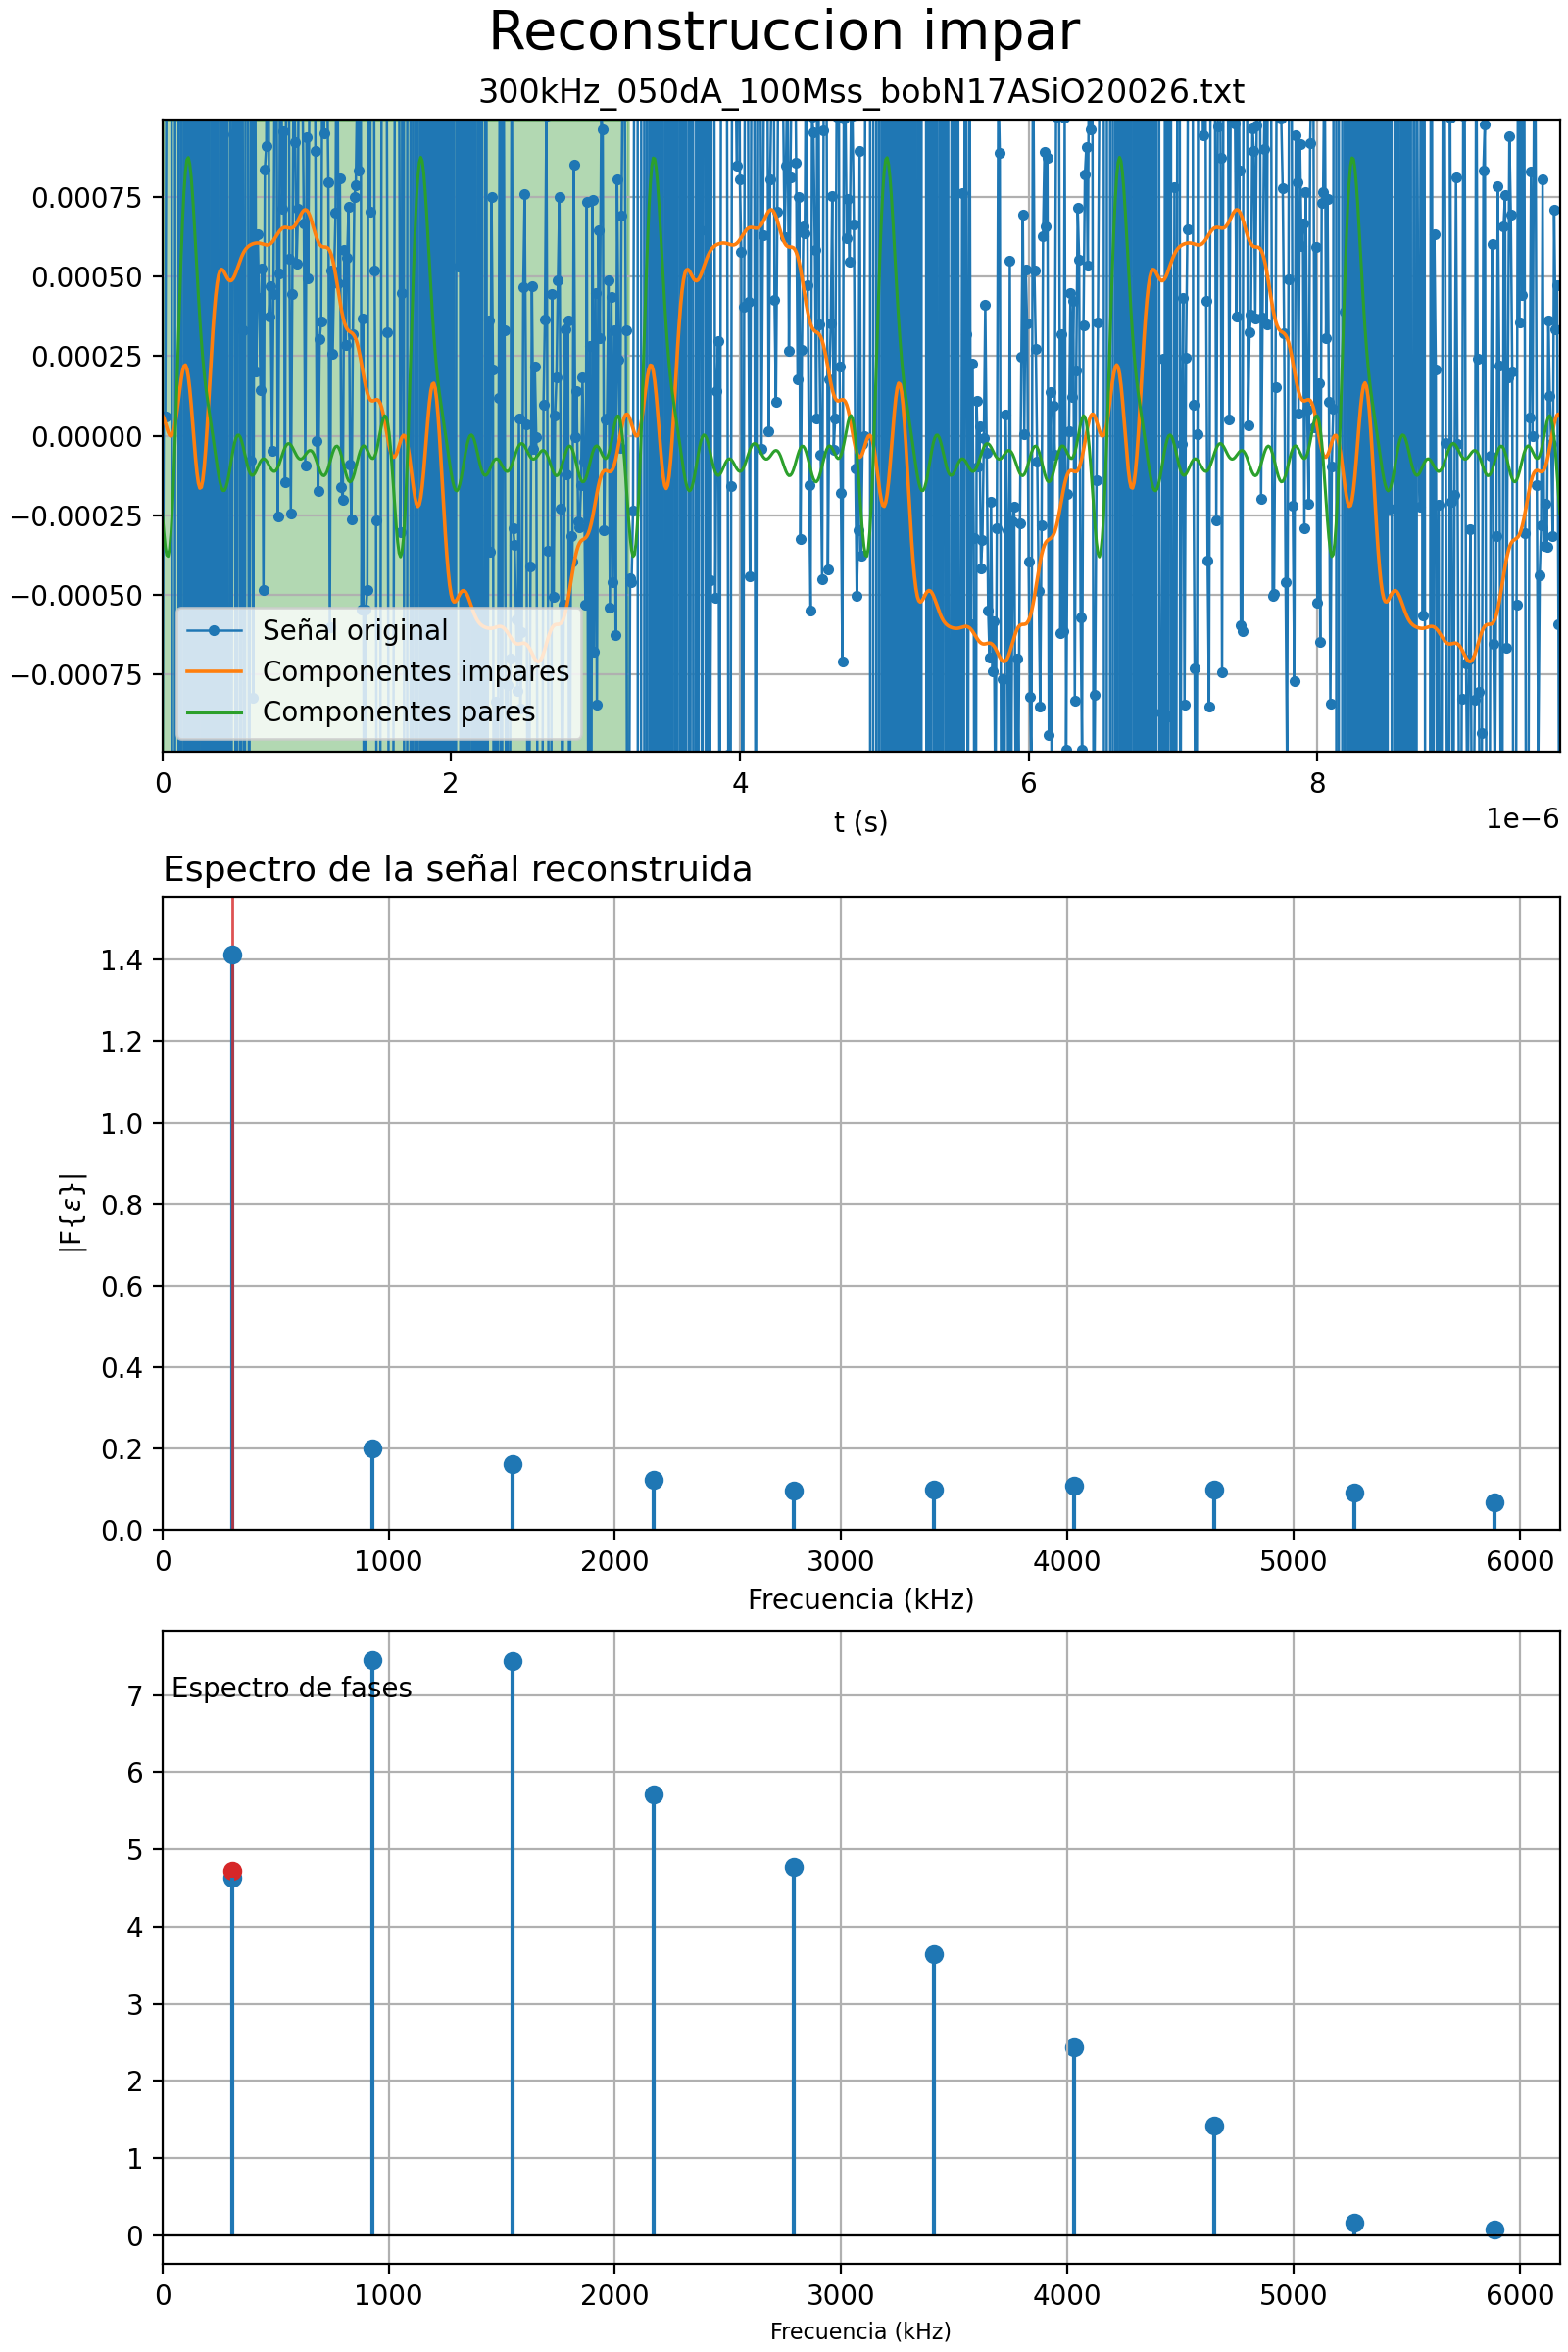 Reconstruccion impar
300kHz_050dA_100Mss_bobN17ASiO20026.txt
0.00075
0.00050
0.00025
0.00000
−0.00025
−0.00050
−0.00075
Señal original
Componentes impares
Componentes pares
0 2 4 6 8
t (s)
1e−6
Espectro de la señal reconstruida
1.4
1.2
1.0
0.8
0.6
0.4
0.2
0.0
|F{ε}|
0 1000 2000 3000 4000 5000 6000
Frecuencia (kHz)
Espectro de fases
7
6
5
4
3
2
1
0
0 1000 2000 3000 4000 5000 6000
Frecuencia (kHz)